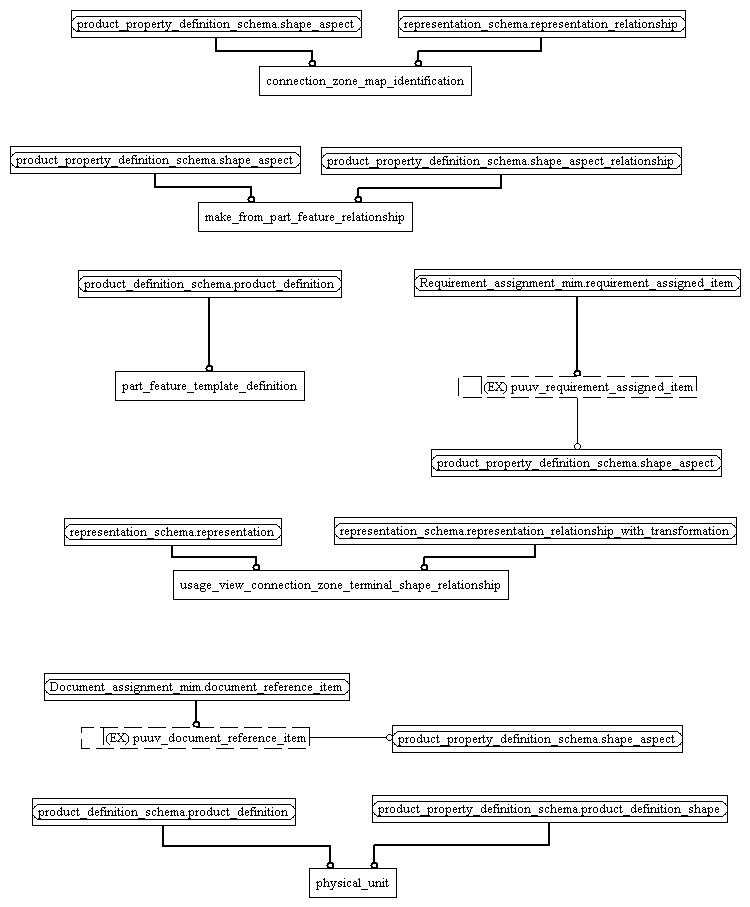 product_property_definition_schema.shape_aspect
representation_schema.representation_relationship
connection_zone_map_identification
product_property_definition_schema.shape_aspect
product_property_definition_schema.shape_aspect_relationship
make_from_part_feature_relationship
product_definition_schema.product_definition
Requirement_assignment_mim.requirement_assigned_item
part_feature_template_definition
(EX) puuv_requirement_assigned_item
product_property_definition_schema.shape_aspect
representation_schema.representation
representation_schema.representation_relationship_with_transformation
usage_view_connection_zone_terminal_shape_relationship
Document_assignment_mim.document_reference_item
(EX) puuv_document_reference_item
product_property_definition_schema.shape_aspect
product_definition_schema.product_definition
product_property_definition_schema.product_definition_shape
physical_unit